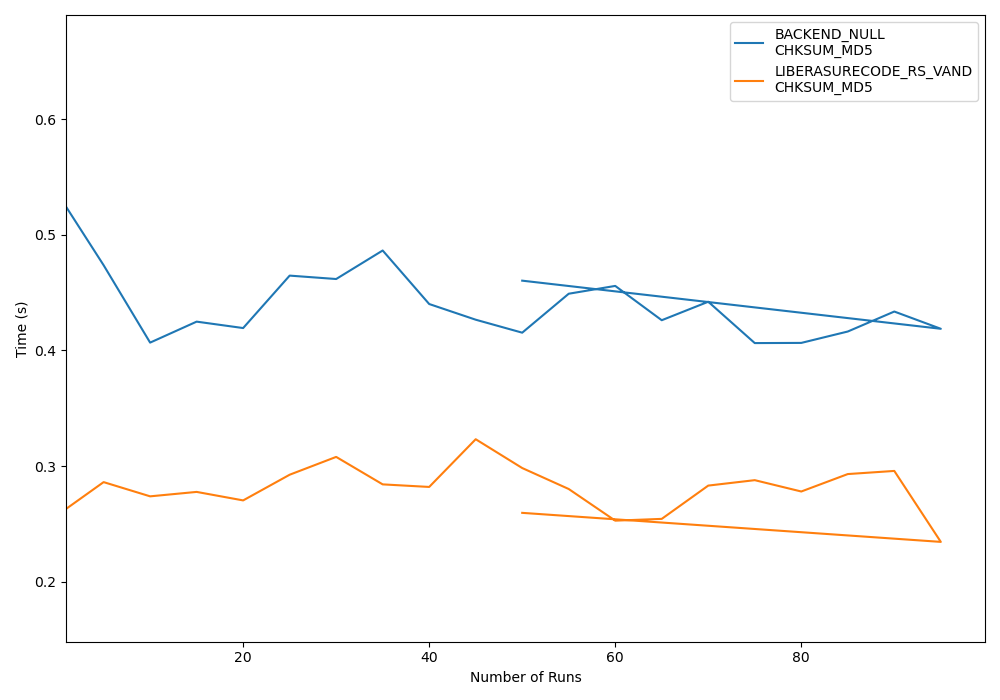 BACKEND_NULL
CHKSUM_MD5
LIBERASURECODE_RS_VAND
CHKSUM_MD5
0.6
0.5
0.4
0.3
0.2
Time (s)
20 40 60 80
Number of Runs